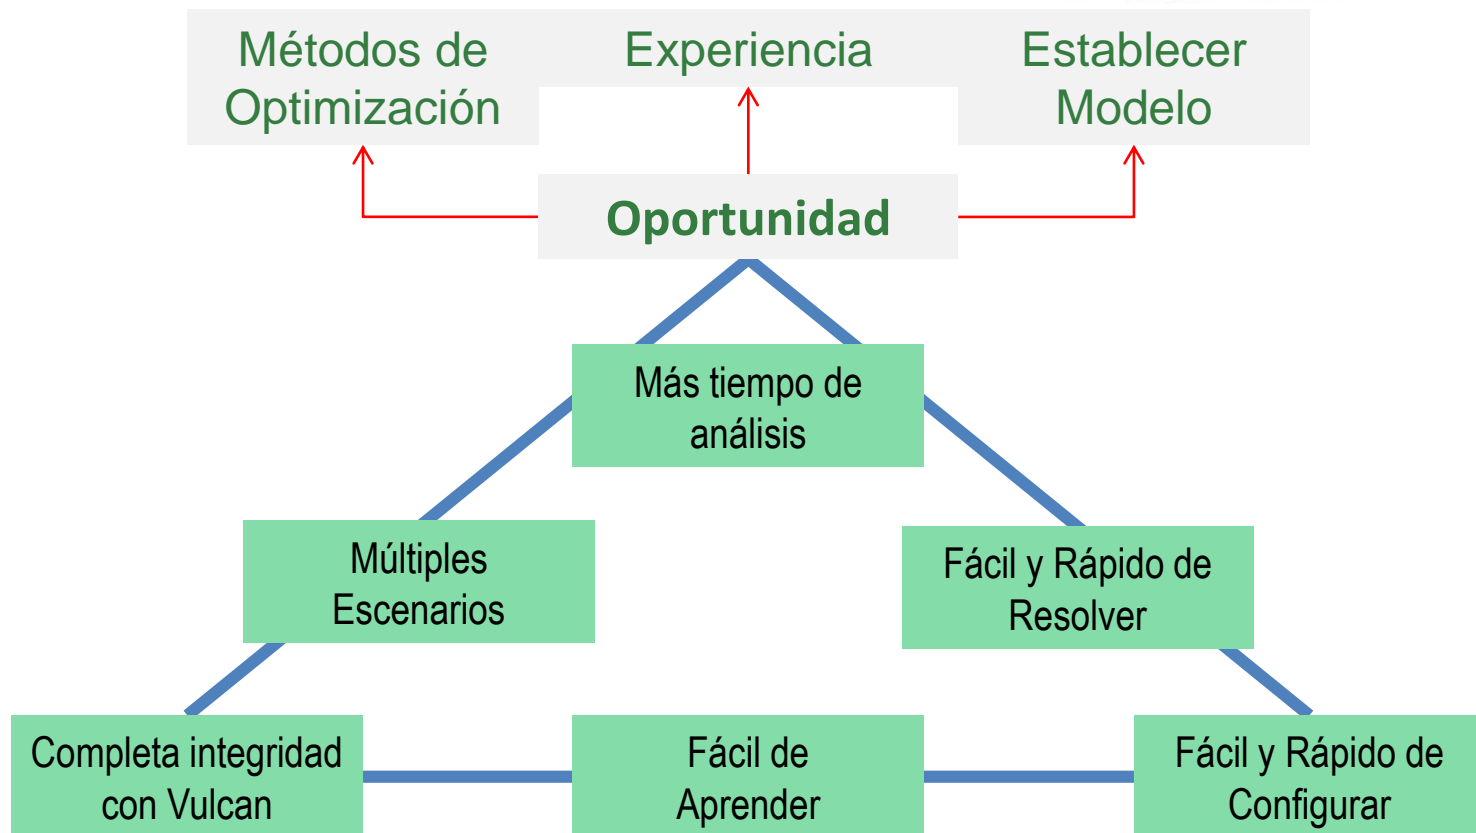 Métodos de
Optimización
Experiencia
Establecer
Modelo
Oportunidad
Más tiempo de
análisis
Múltiples
Escenarios
Fácil y Rápido de
Resolver
Completa integridad
con Vulcan
Fácil de
Aprender
Fácil y Rápido de
Configurar